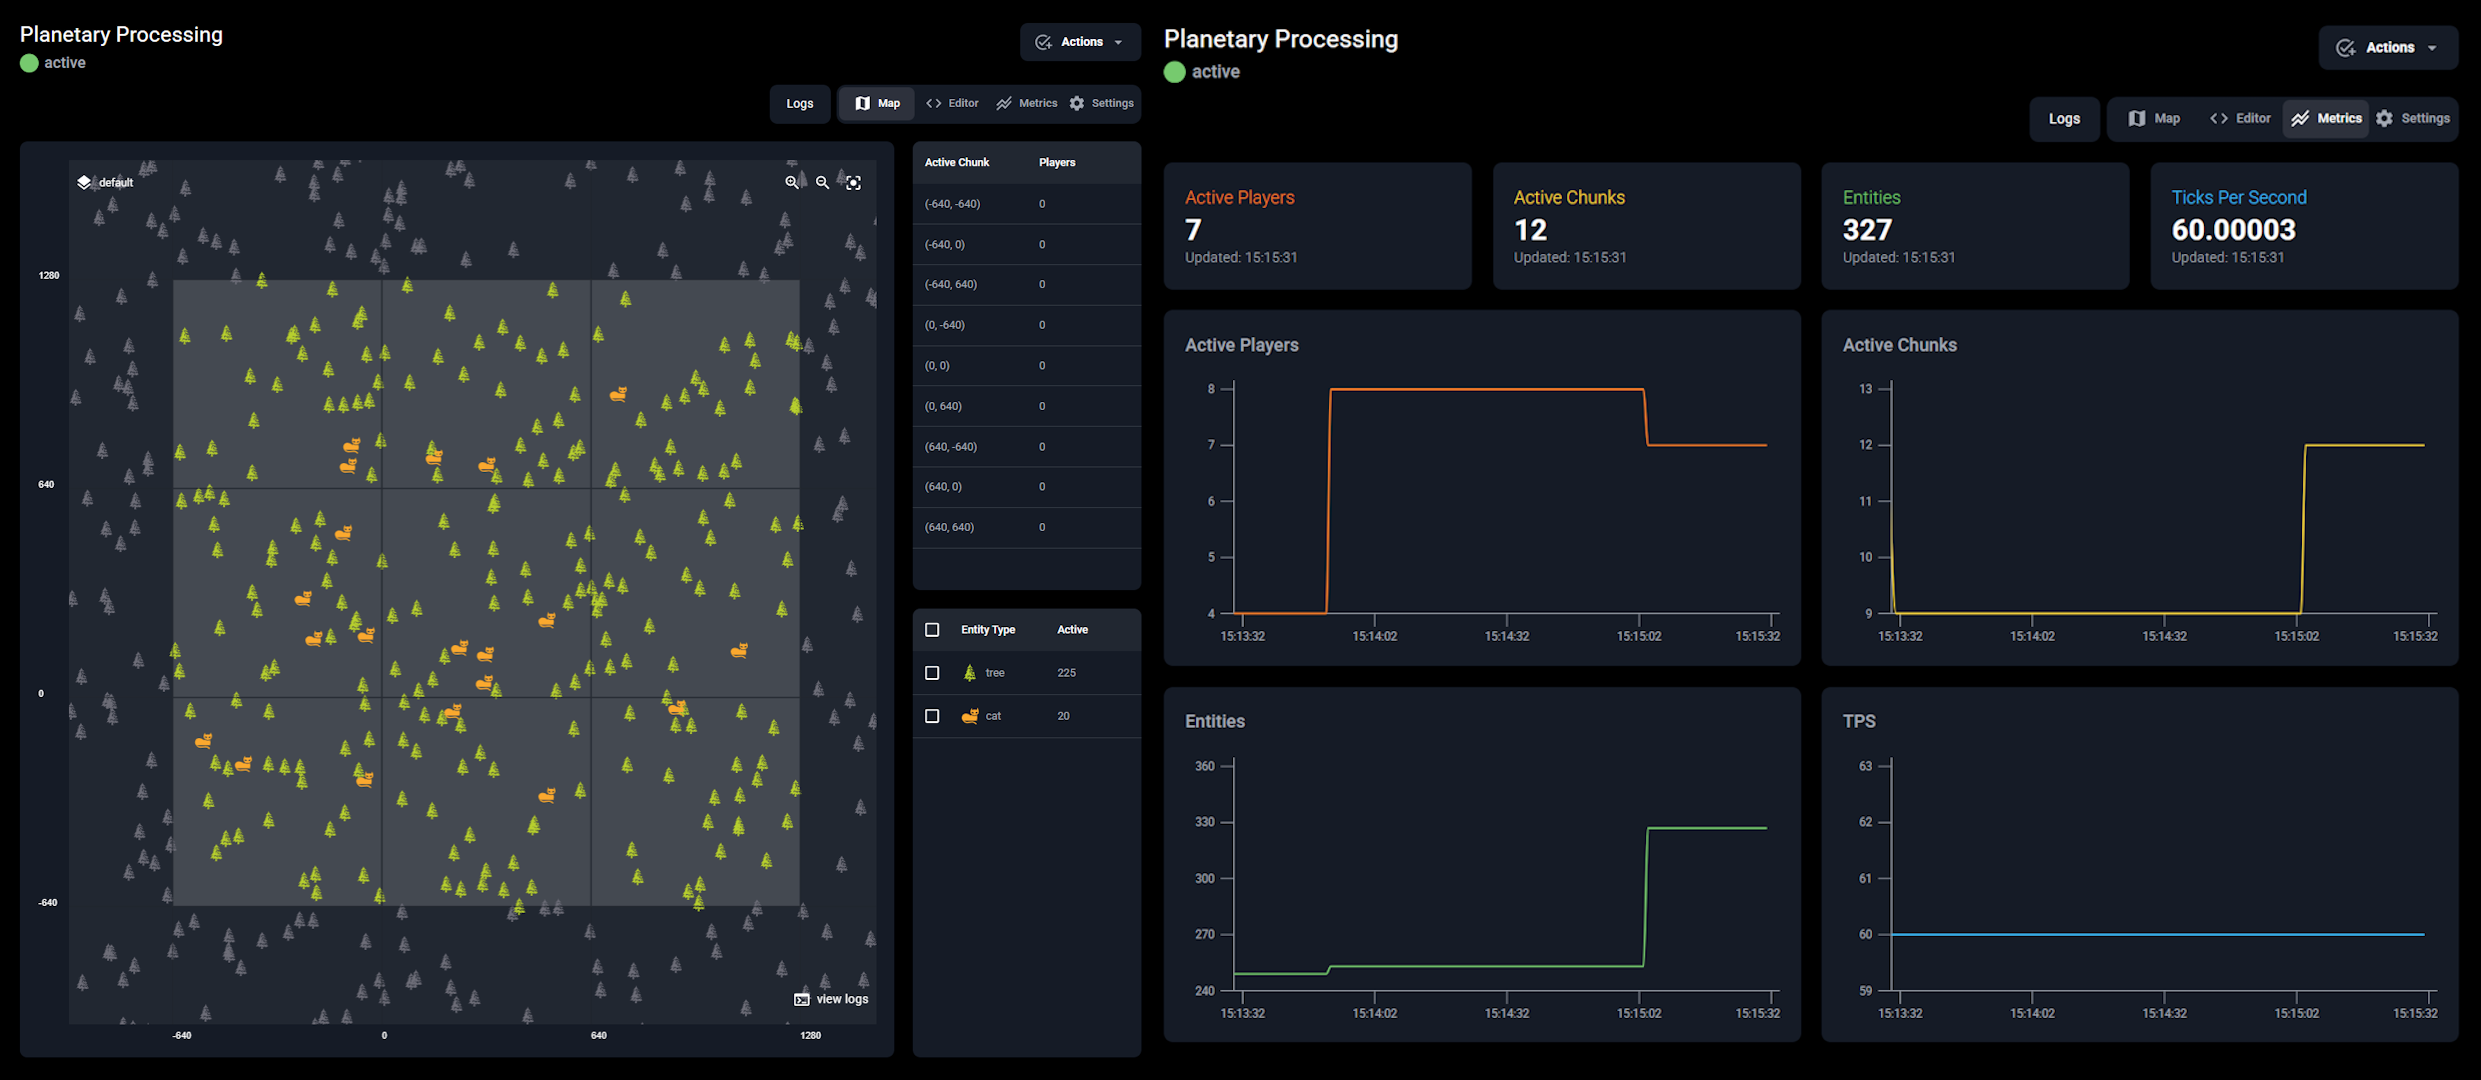 Planetary Processing
active
Actions
Logs
Map
Editor
Metrics
Settings
default
1280
640
0
-640
-640
0
640
1280
view logs
Active Chunk Players
(-640, -640) 0
(-640, 0) 0
(-640, 640) 0
(0, -640) 0
(0, 0) 0
(0, 640) 0
(640, -640) 0
(640, 0) 0
(640, 640) 0
Entity Type Active
tree 225
cat 20
Planetary Processing
active
Actions
Logs
Map
Editor
Metrics
Settings
Active Players
7
Updated: 15:15:31
Active Chunks
12
Updated: 15:15:31
Entities
327
Updated: 15:15:31
Ticks Per Second
60.00003
Updated: 15:15:31
Active Players
8
7
6
5
4
15:13:32 15:14:02 15:14:32 15:15:02 15:15:32
Active Chunks
13
12
11
10
9
15:13:32 15:14:02 15:14:32 15:15:02 15:15:32
Entities
360
330
300
270
240
15:13:32 15:14:02 15:14:32 15:15:02 15:15:32
TPS
63
62
61
60
59
15:13:32 15:14:02 15:14:32 15:15:02 15:15:32